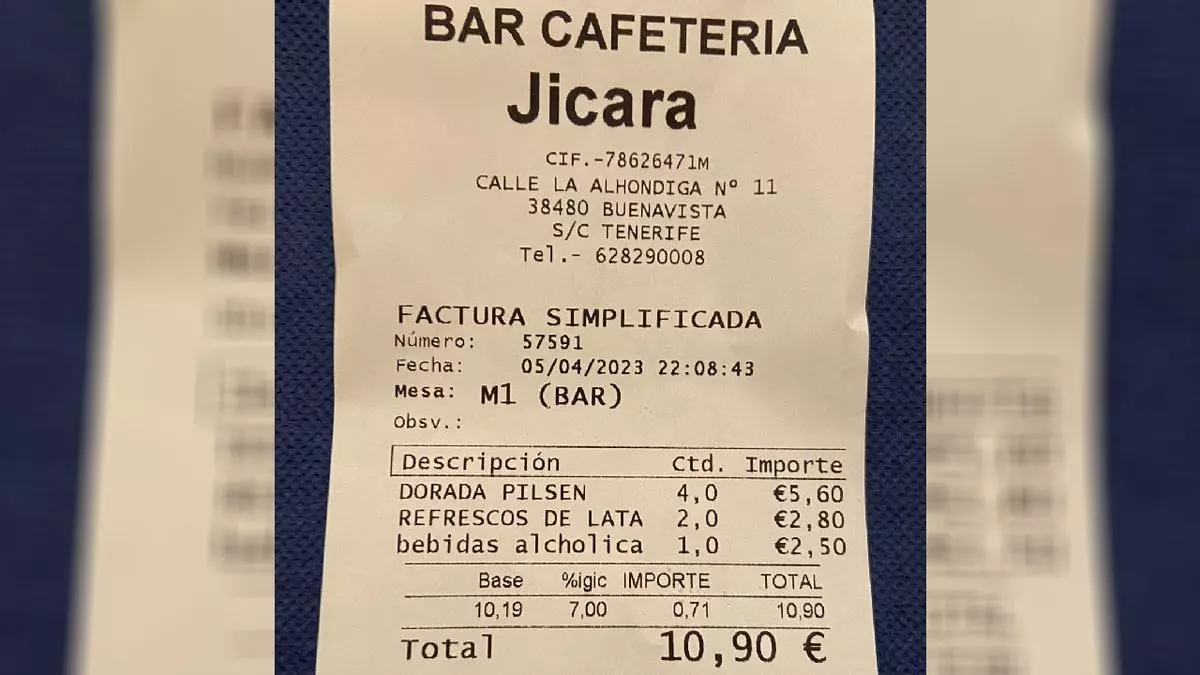 BAR CAFETERIA
Jicara
CIF.-78626471M
CALLE LA ALHONDIGA Nº 11
38480 BUENAVISTA
S/C TENERIFE
Tel.- 628290008
FACTURA SIMPLIFICADA
Número: 57591
Fecha: 05/04/2023 22:08:43
Mesa: M1 (BAR)
Obsv.:
Descripción Ctd. Importe
DORADA PILSEN 4,0 €5,60
REFRESCOS DE LATA 2,0 €2,80
bebidas alcholica 1,0 €2,50
Base %igic IMPORTE TOTAL
10,19 7,00 0,71 10,90
Total 10,90 €